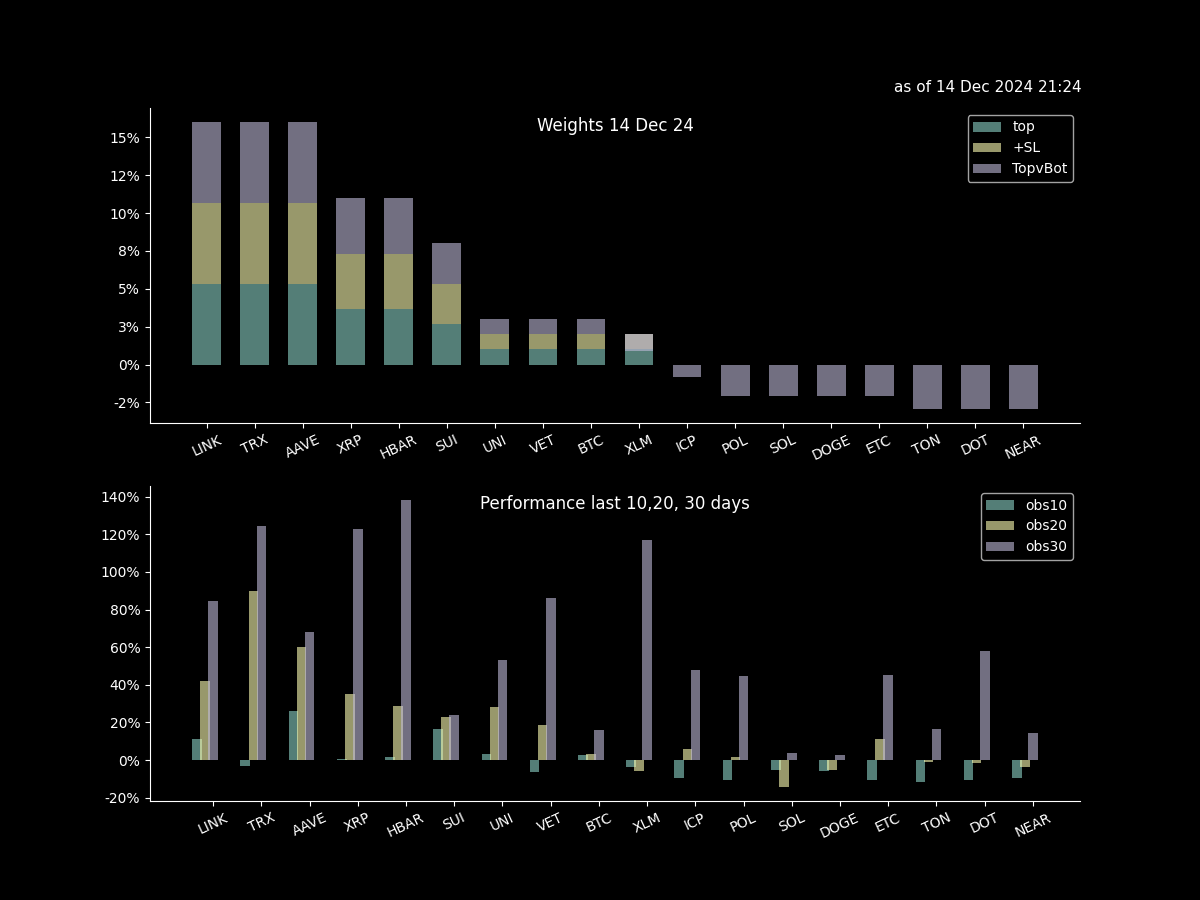 as of 14 Dec 2024 21:24
Weights 14 Dec 24
top
+SL
TopvBot
15%
12%
10%
8%
5%
3%
0%
-2%
LINK TRX AAVE XRP HBAR SUI UNI VET BTC XLM ICP POL SOL DOGE ETC TON DOT NEAR
Performance last 10,20, 30 days
obs10
obs20
obs30
140%
120%
100%
80%
60%
40%
20%
0%
-20%
LINK TRX AAVE XRP HBAR SUI UNI VET BTC XLM ICP POL SOL DOGE ETC TON DOT NEAR